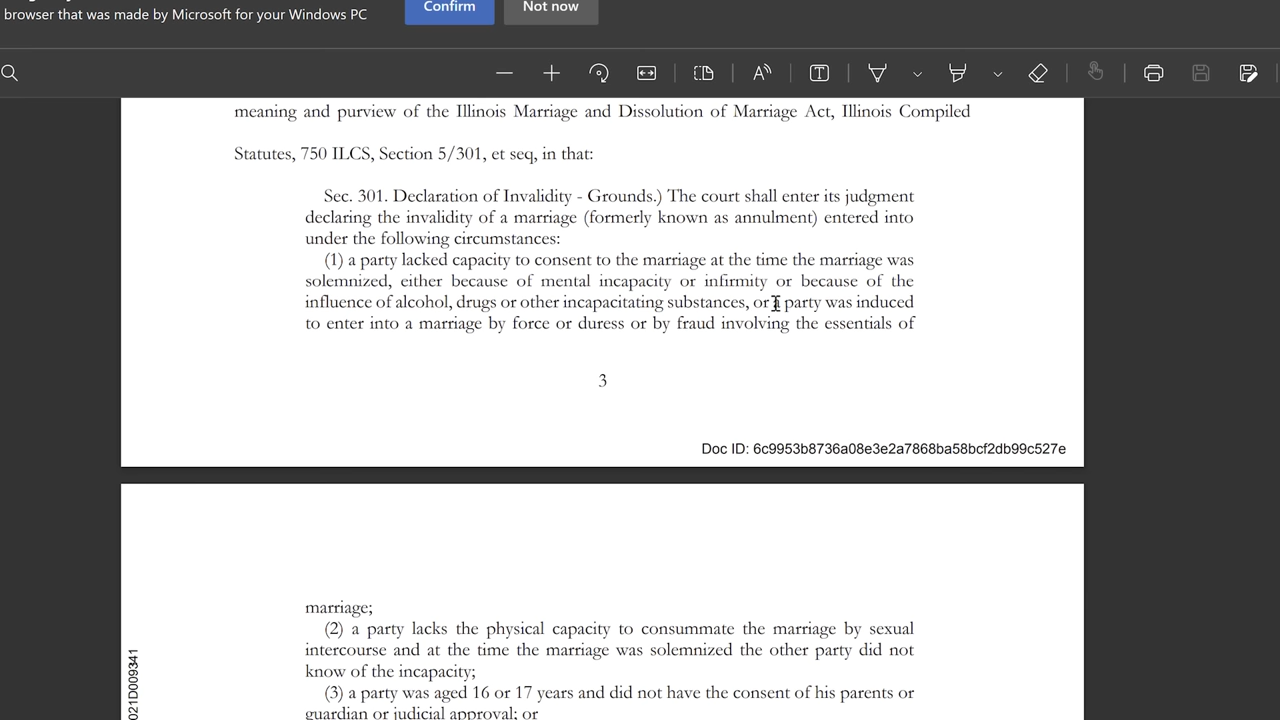 browser that was made by Microsoft for your Windows PC
Confirm
Not now
meaning and purview of the Illinois Marriage and Dissolution of Marriage Act, Illinois Compiled
Statutes, 750 ILCS, Section 5/301, et seq, in that:
Sec. 301. Declaration of Invalidity - Grounds.) The court shall enter its judgment
declaring the invalidity of a marriage (formerly known as annulment) entered into
under the following circumstances:
(1) a party lacked capacity to consent to the marriage at the time the marriage was
solemnized, either because of mental incapacity or infirmity or because of the
influence of alcohol, drugs or other incapacitating substances, or a party was induced
to enter into a marriage by force or duress or by fraud involving the essentials of
3
Doc ID: 6c9953b8736a08e3e2a7868ba58bcf2db99c527e
marriage;
(2) a party lacks the physical capacity to consummate the marriage by sexual
intercourse and at the time the marriage was solemnized the other party did not
know of the incapacity;
(3) a party was aged 16 or 17 years and did not have the consent of his parents or
guardian or judicial approval; or
021D009341